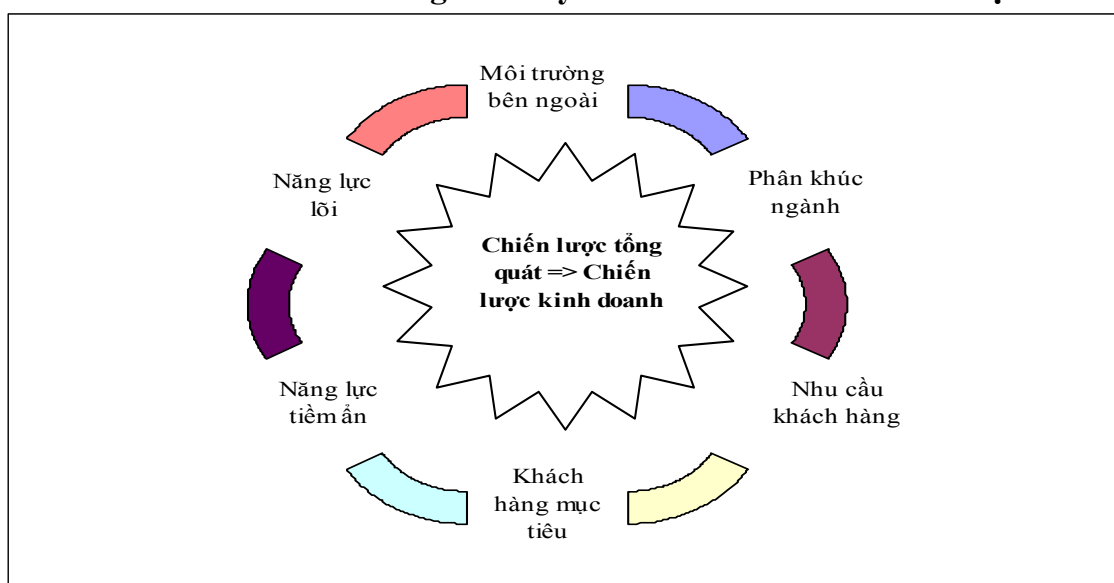 Môi trường
bên ngoài
Phân khúc
ngành
Nhu cầu
khách hàng
Khách
hàng mục
tiêu
Năng lực
tiềm ẩn
Năng lực
lõi
Chiến lược tổng
quát => Chiến
lược kinh doanh